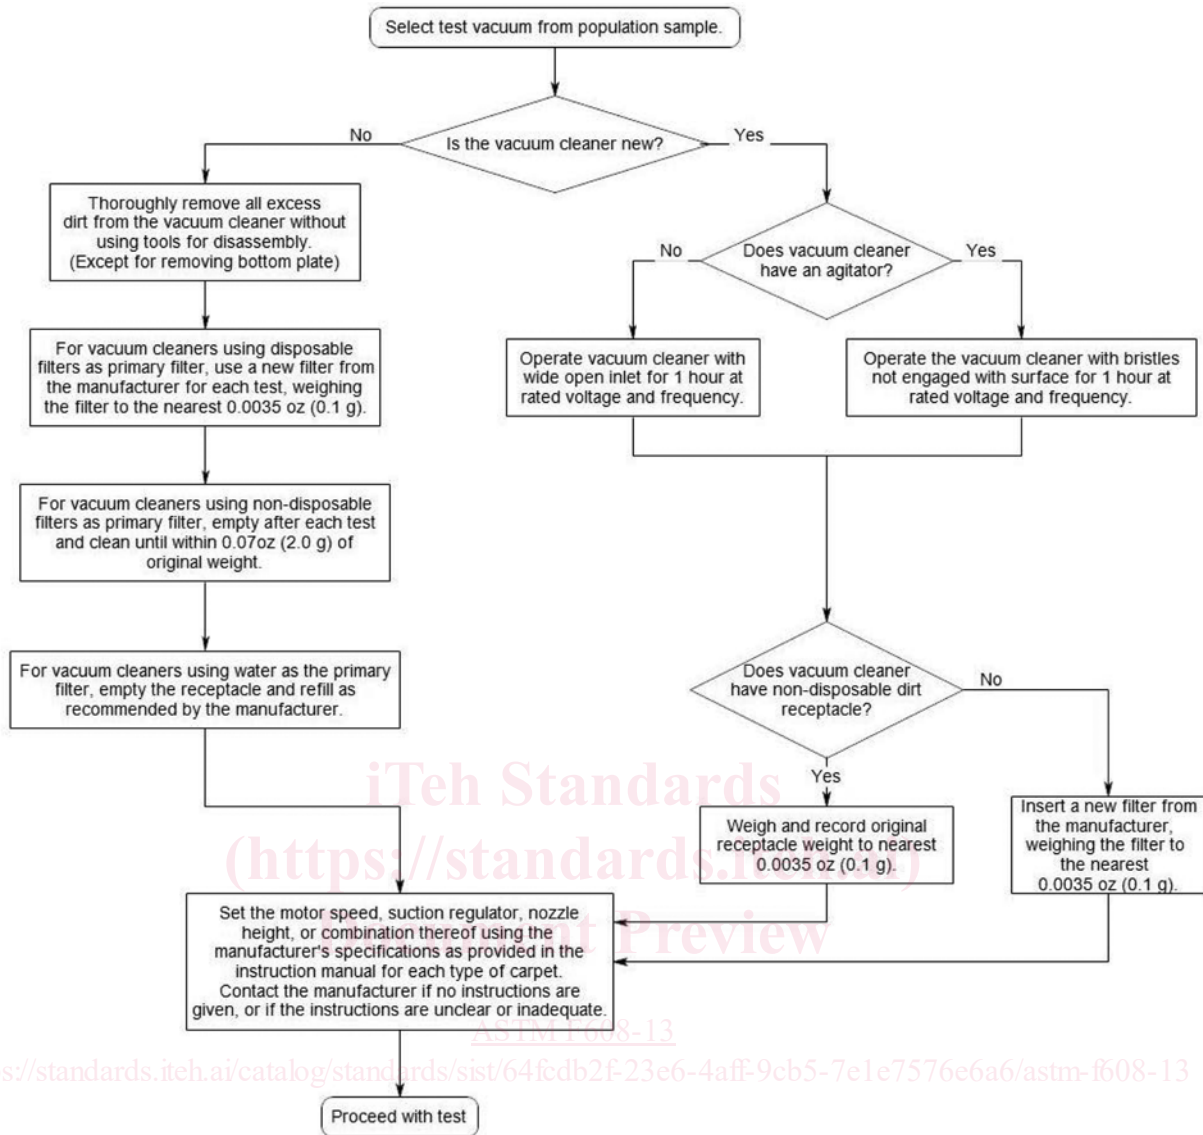 Select test vacuum from population sample.
Is the vacuum cleaner new?
No
Yes
Thoroughly remove all excess
dirt from the vacuum cleaner without
using tools for disassembly.
(Except for removing bottom plate)
Does vacuum cleaner
have an agitator?
No
Yes
For vacuum cleaners using disposable
filters as primary filter, use a new filter from
the manufacturer for each test, weighing
the filter to the nearest 0.0035 oz (0.1 g).
Operate vacuum cleaner with
wide open inlet for 1 hour at
rated voltage and frequency.
Operate the vacuum cleaner with bristles
not engaged with surface for 1 hour at
rated voltage and frequency.
For vacuum cleaners using non-disposable
filters as primary filter, empty after each test
and clean until within 0.07oz (2.0 g) of
original weight.
For vacuum cleaners using water as the primary
filter, empty the receptacle and refill as
recommended by the manufacturer.
Does vacuum cleaner
have non-disposable dirt
receptacle?
No
Yes
Weigh and record original
receptacle weight to nearest
0.0035 oz (0.1 g).
Insert a new filter from
the manufacturer,
weighing the filter to
the nearest
0.0035 oz (0.1 g).
Set the motor speed, suction regulator, nozzle
height, or combination thereof using the
manufacturer's specifications as provided in the
instruction manual for each type of carpet.
Contact the manufacturer if no instructions are
given, or if the instructions are unclear or inadequate.
Proceed with test
iTeh Standards
(https://standards.iteh.ai)
Document Preview
ASTM F608-13
s://standards.iteh.ai/catalog/standards/sist/64fcdb2f-23e6-4aff-9cb5-7e1e7576e6a6/astm-f608-13